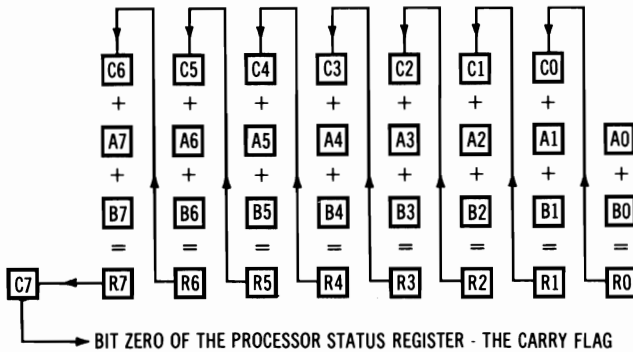 C6 C5 C4 C3 C2 C1 C0
+ + + + + + +
A7 A6 A5 A4 A3 A2 A1 A0
+ + + + + + + +
B7 B6 B5 B4 B3 B2 B1 B0
= = = = = = = =
C7 R7 R6 R5 R4 R3 R2 R1 R0
BIT ZERO OF THE PROCESSOR STATUS REGISTER - THE CARRY FLAG